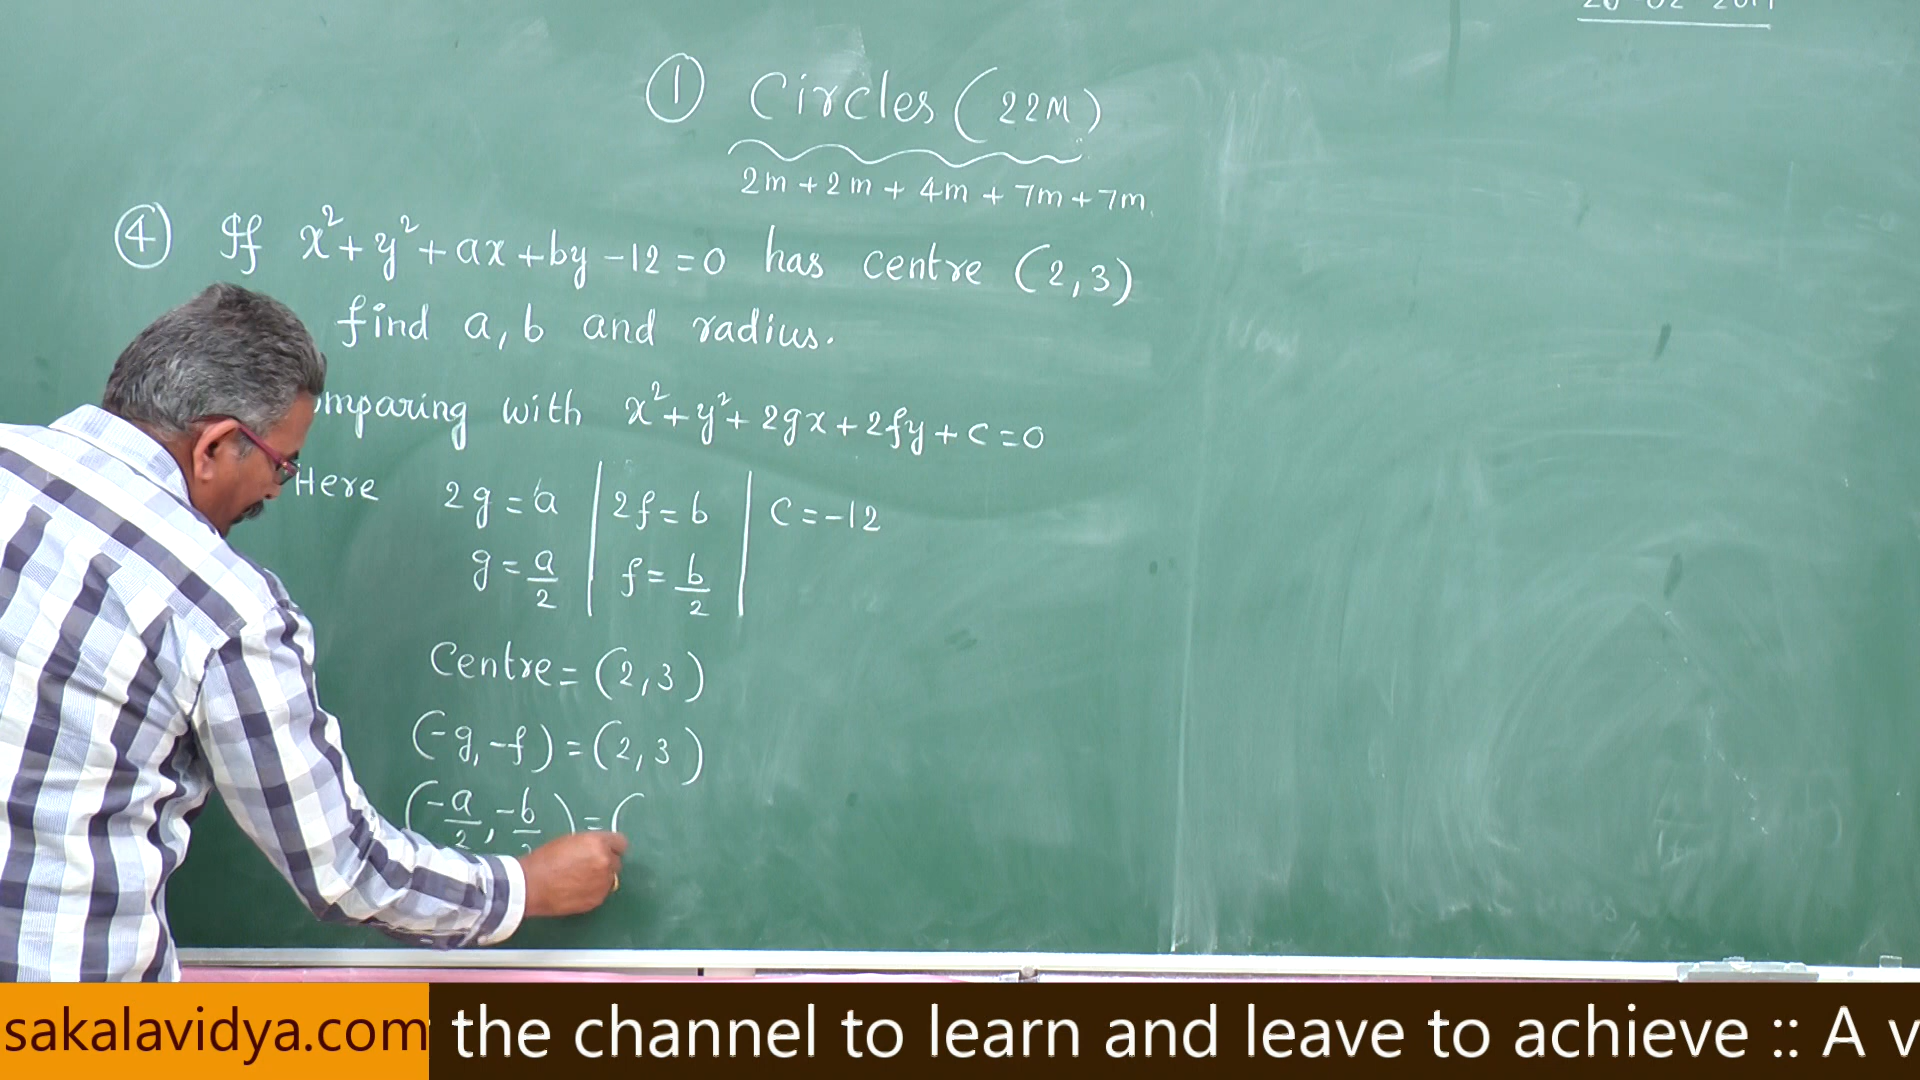 ① Circles (22M)
2m + 2m + 4m + 7m + 7m
④ If x² + y² + ax + by - 12 = 0 has centre (2, 3)
find a, b and radius.
with x² + y² + 2gx + 2fy + c = 0
Here 2g = a | 2f = b | C = -12
g = a/2 | f = b/2
Centre = (2, 3)
(-g, -f) = (2, 3)
(-a/2, -b/ ) = (
sakalavidya.com the channel to learn and leave to achieve :: A